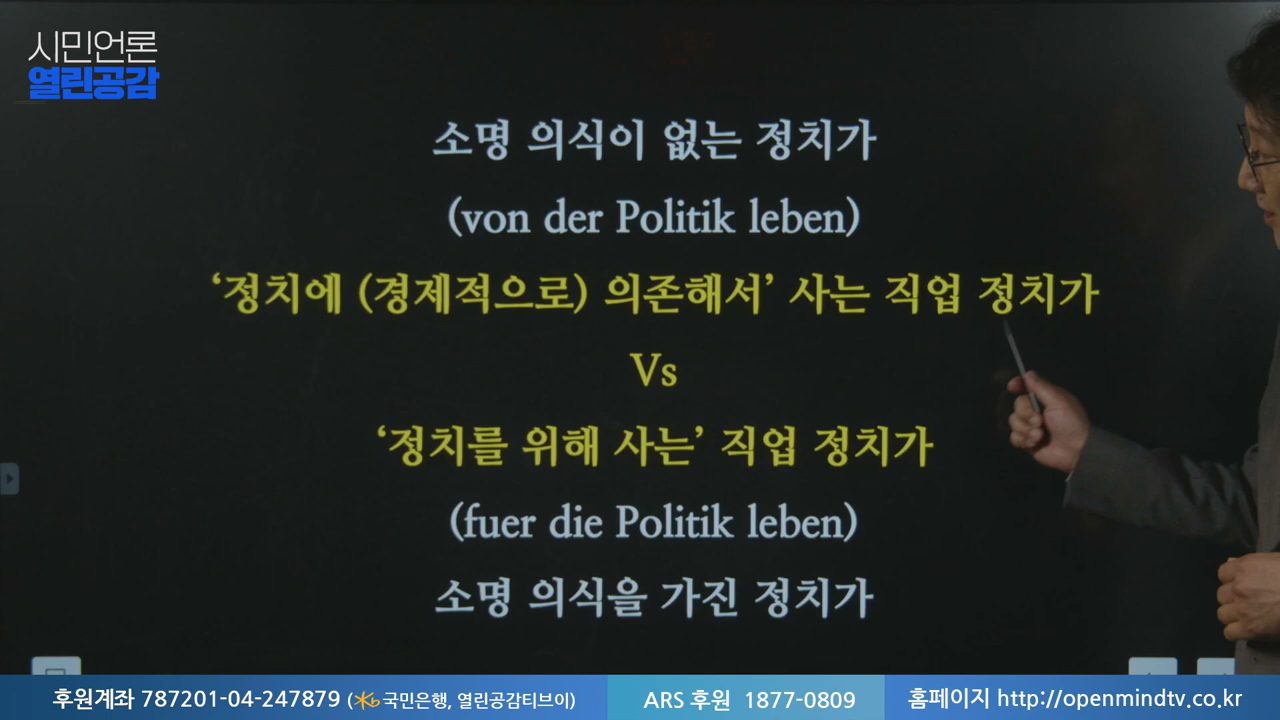 시민언론
열린공감
소명 의식이 없는 정치가
(von der Politik leben)
‘정치에 (경제적으로) 의존해서’ 사는 직업 정치가
Vs
‘정치를 위해 사는’ 직업 정치가
(fuer die Politik leben)
소명 의식을 가진 정치가
후원계좌 787201-04-247879 (국민은행, 열린공감티브이)
ARS 후원 1877-0809
홈페이지 http://openmindtv.co.kr